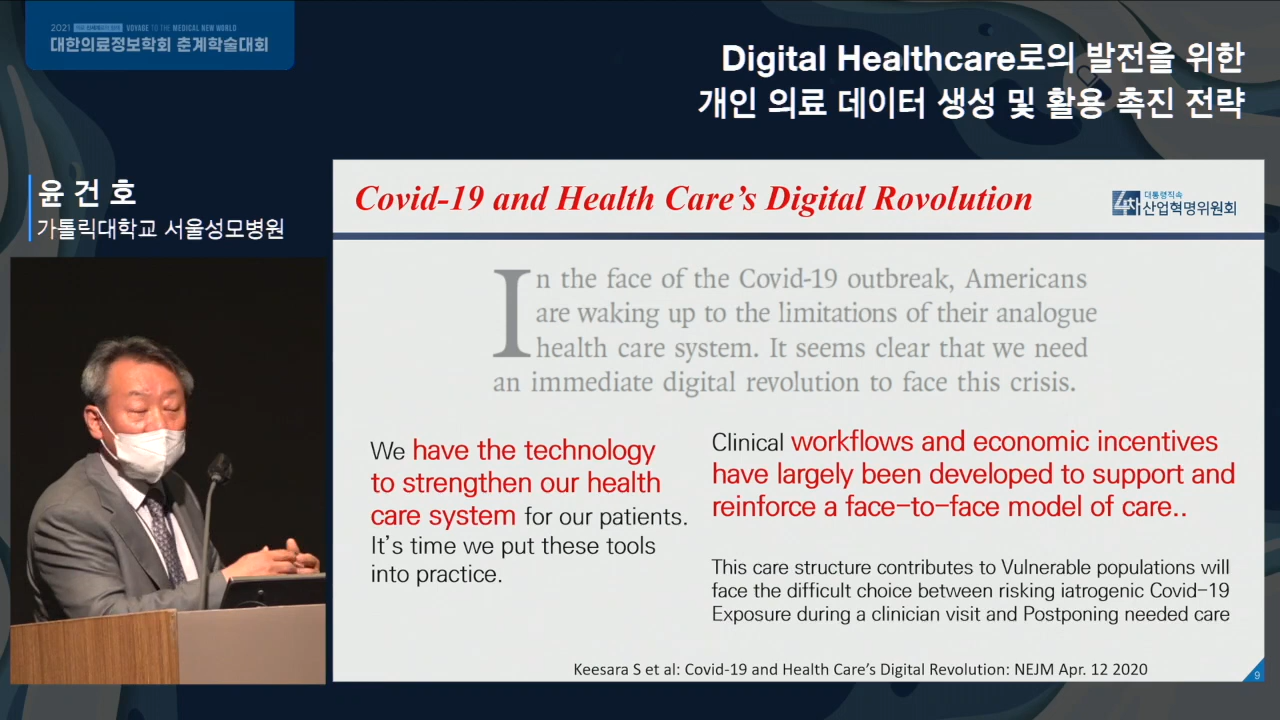 2021 VOYAGE TO THE MEDICAL NEW WORLD
대한의료정보학회 춘계학술대회
Digital Healthcare로의 발전을 위한
개인 의료 데이터 생성 및 활용 촉진 전략
윤 건 호
가톨릭대학교 서울성모병원
Covid-19 and Health Care's Digital Rovolution
대통령직속
4차 산업혁명위원회
In the face of the Covid-19 outbreak, Americans
are waking up to the limitations of their analogue
health care system. It seems clear that we need
an immediate digital revolution to face this crisis.
We have the technology
to strengthen our health
care system for our patients.
It's time we put these tools
into practice.
Clinical workflows and economic incentives
have largely been developed to support and
reinforce a face-to-face model of care..
This care structure contributes to Vulnerable populations will
face the difficult choice between risking iatrogenic Covid-19
Exposure during a clinician visit and Postponing needed care
Keesara S et al: Covid-19 and Health Care's Digital Revolution: NEJM Apr. 12 2020
9